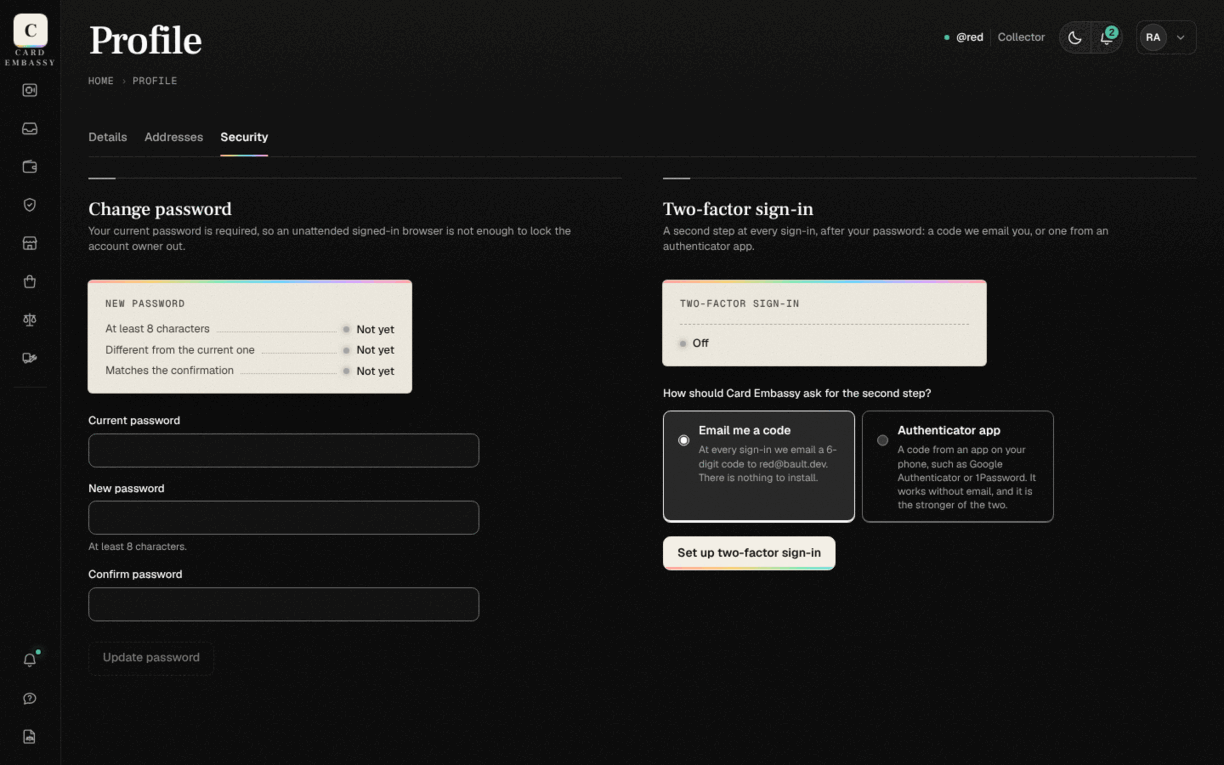 C
CARD
EMBASSY
Profile
@red
Collector
2
RA
HOME › PROFILE
Details
Addresses
Security
Change password
Your current password is required, so an unattended signed-in browser is not enough to lock the
account owner out.
NEW PASSWORD
At least 8 characters Not yet
Different from the current one Not yet
Matches the confirmation Not yet
Current password
New password
At least 8 characters.
Confirm password
Update password
Two-factor sign-in
A second step at every sign-in, after your password: a code we email you, or one from an
authenticator app.
TWO-FACTOR SIGN-IN
Off
How should Card Embassy ask for the second step?
Email me a code
At every sign-in we email a 6-
digit code to red@bault.dev.
There is nothing to install.
Authenticator app
A code from an app on your
phone, such as Google
Authenticator or 1Password. It
works without email, and it is
the stronger of the two.
Set up two-factor sign-in